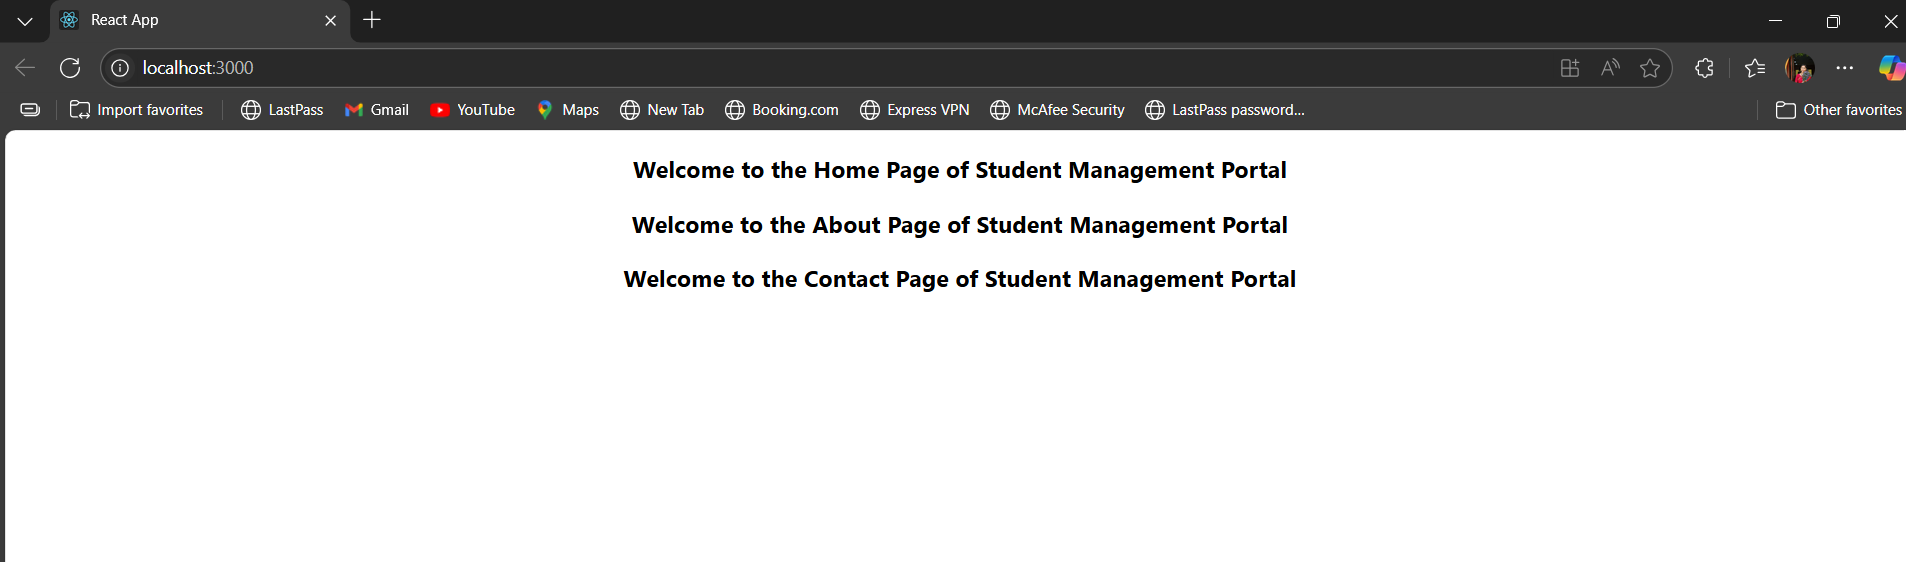 React App
localhost:3000
Import favorites LastPass Gmail YouTube Maps New Tab Booking.com Express VPN McAfee Security LastPass password... Other favorites
Welcome to the Home Page of Student Management Portal
Welcome to the About Page of Student Management Portal
Welcome to the Contact Page of Student Management Portal